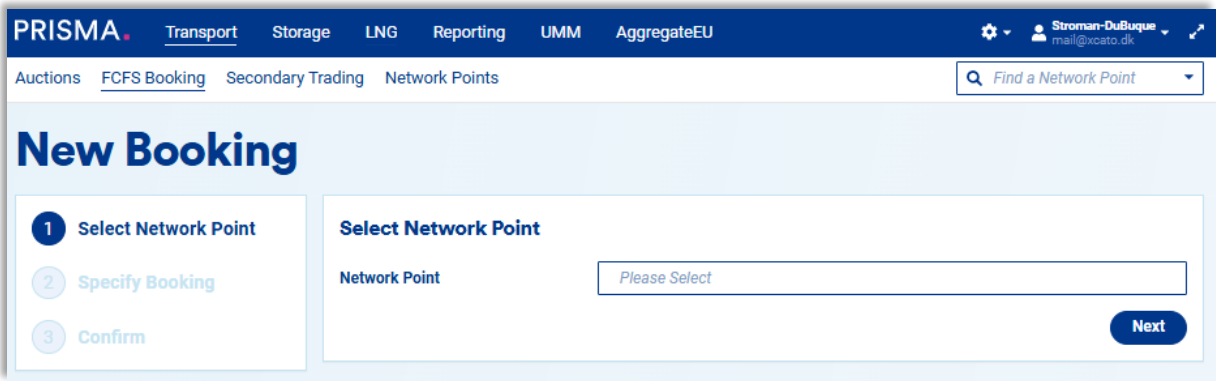 PRISMA. Transport Storage LNG Reporting UMM AggregateEU Stroman-DuBuque
mail@xcato.dk
Auctions FCFS Booking Secondary Trading Network Points Find a Network Point
New Booking
1 Select Network Point
2 Specify Booking
3 Confirm
Select Network Point
Network Point Please Select
Next